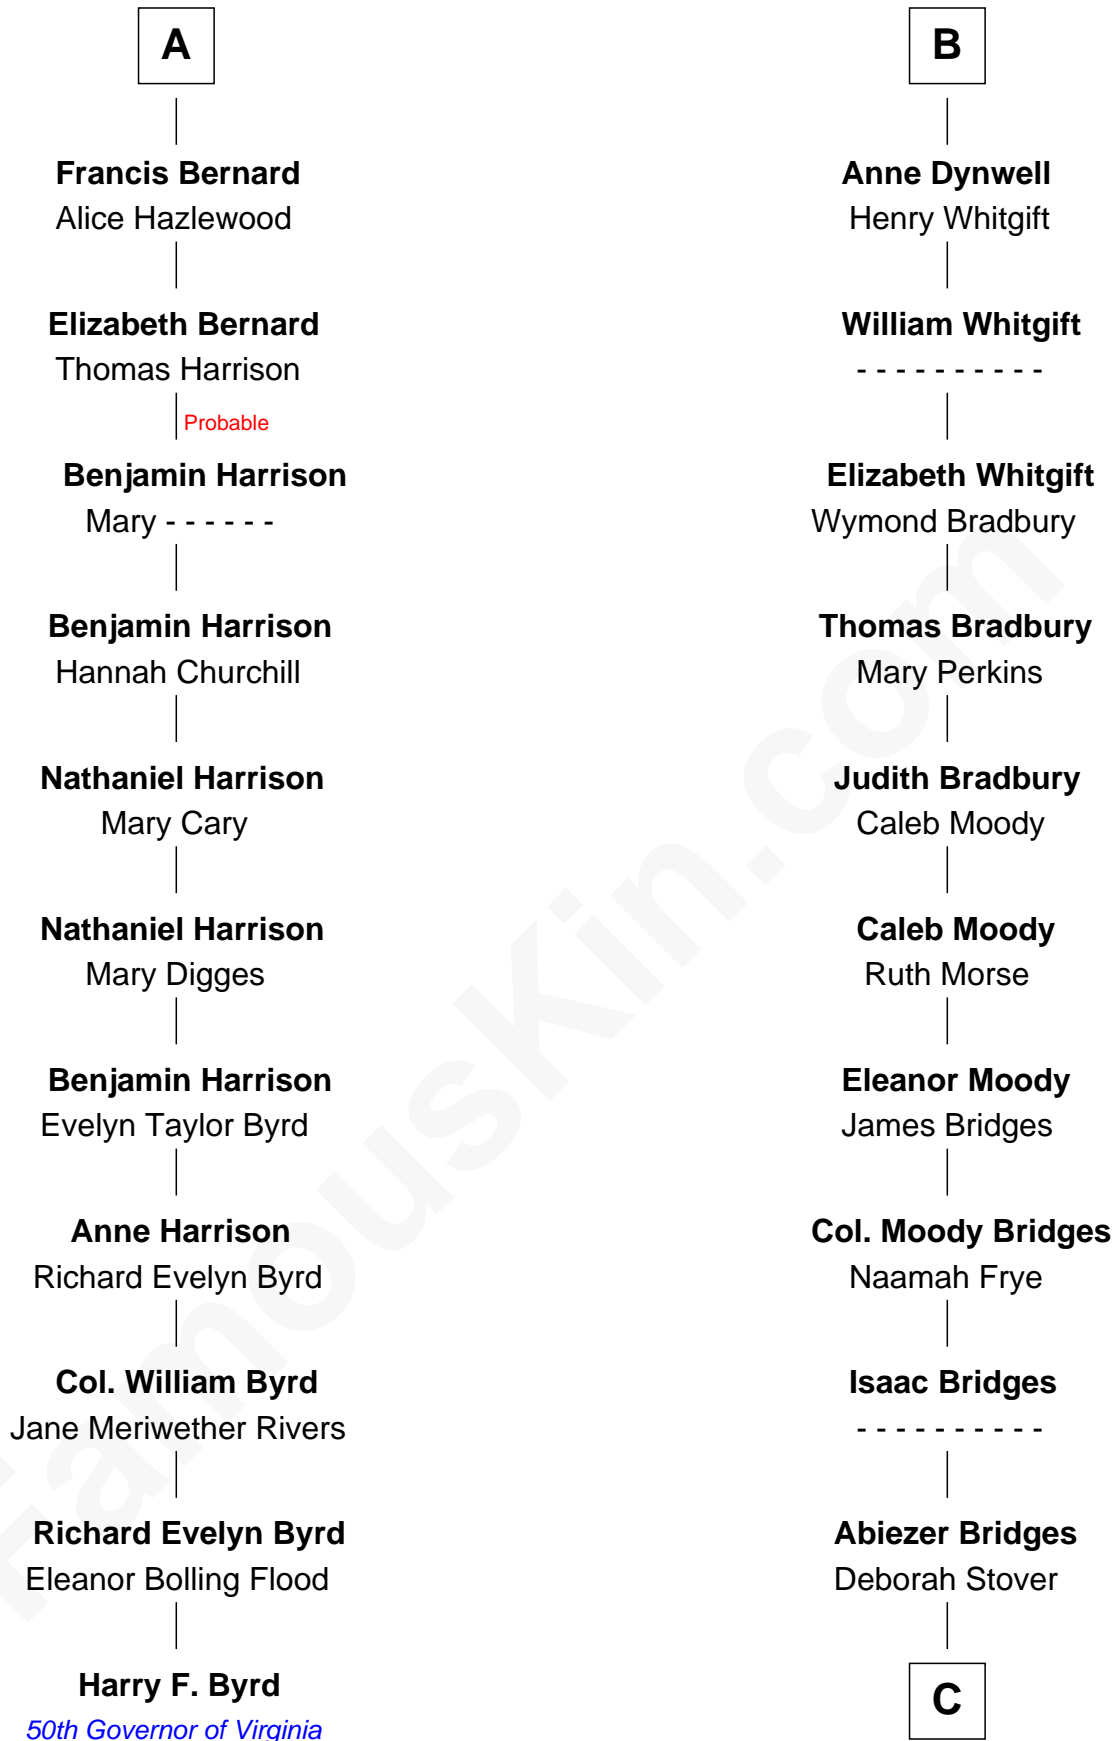 A
Francis Bernard
Alice Hazlewood
Elizabeth Bernard
Thomas Harrison
Probable
Benjamin Harrison
Mary - - - - - -
Benjamin Harrison
Hannah Churchill
Nathaniel Harrison
Mary Cary
Nathaniel Harrison
Mary Digges
Benjamin Harrison
Evelyn Taylor Byrd
Anne Harrison
Richard Evelyn Byrd
Col. William Byrd
Jane Meriwether Rivers
Richard Evelyn Byrd
Eleanor Bolling Flood
Harry F. Byrd
50th Governor of Virginia
B
Anne Dynwell
Henry Whitgift
William Whitgift
- - - - - - - - - -
Elizabeth Whitgift
Wymond Bradbury
Thomas Bradbury
Mary Perkins
Judith Bradbury
Caleb Moody
Caleb Moody
Ruth Morse
Eleanor Moody
James Bridges
Col. Moody Bridges
Naamah Frye
Isaac Bridges
- - - - - - - - - -
Abiezer Bridges
Deborah Stover
C
FamousKin.com